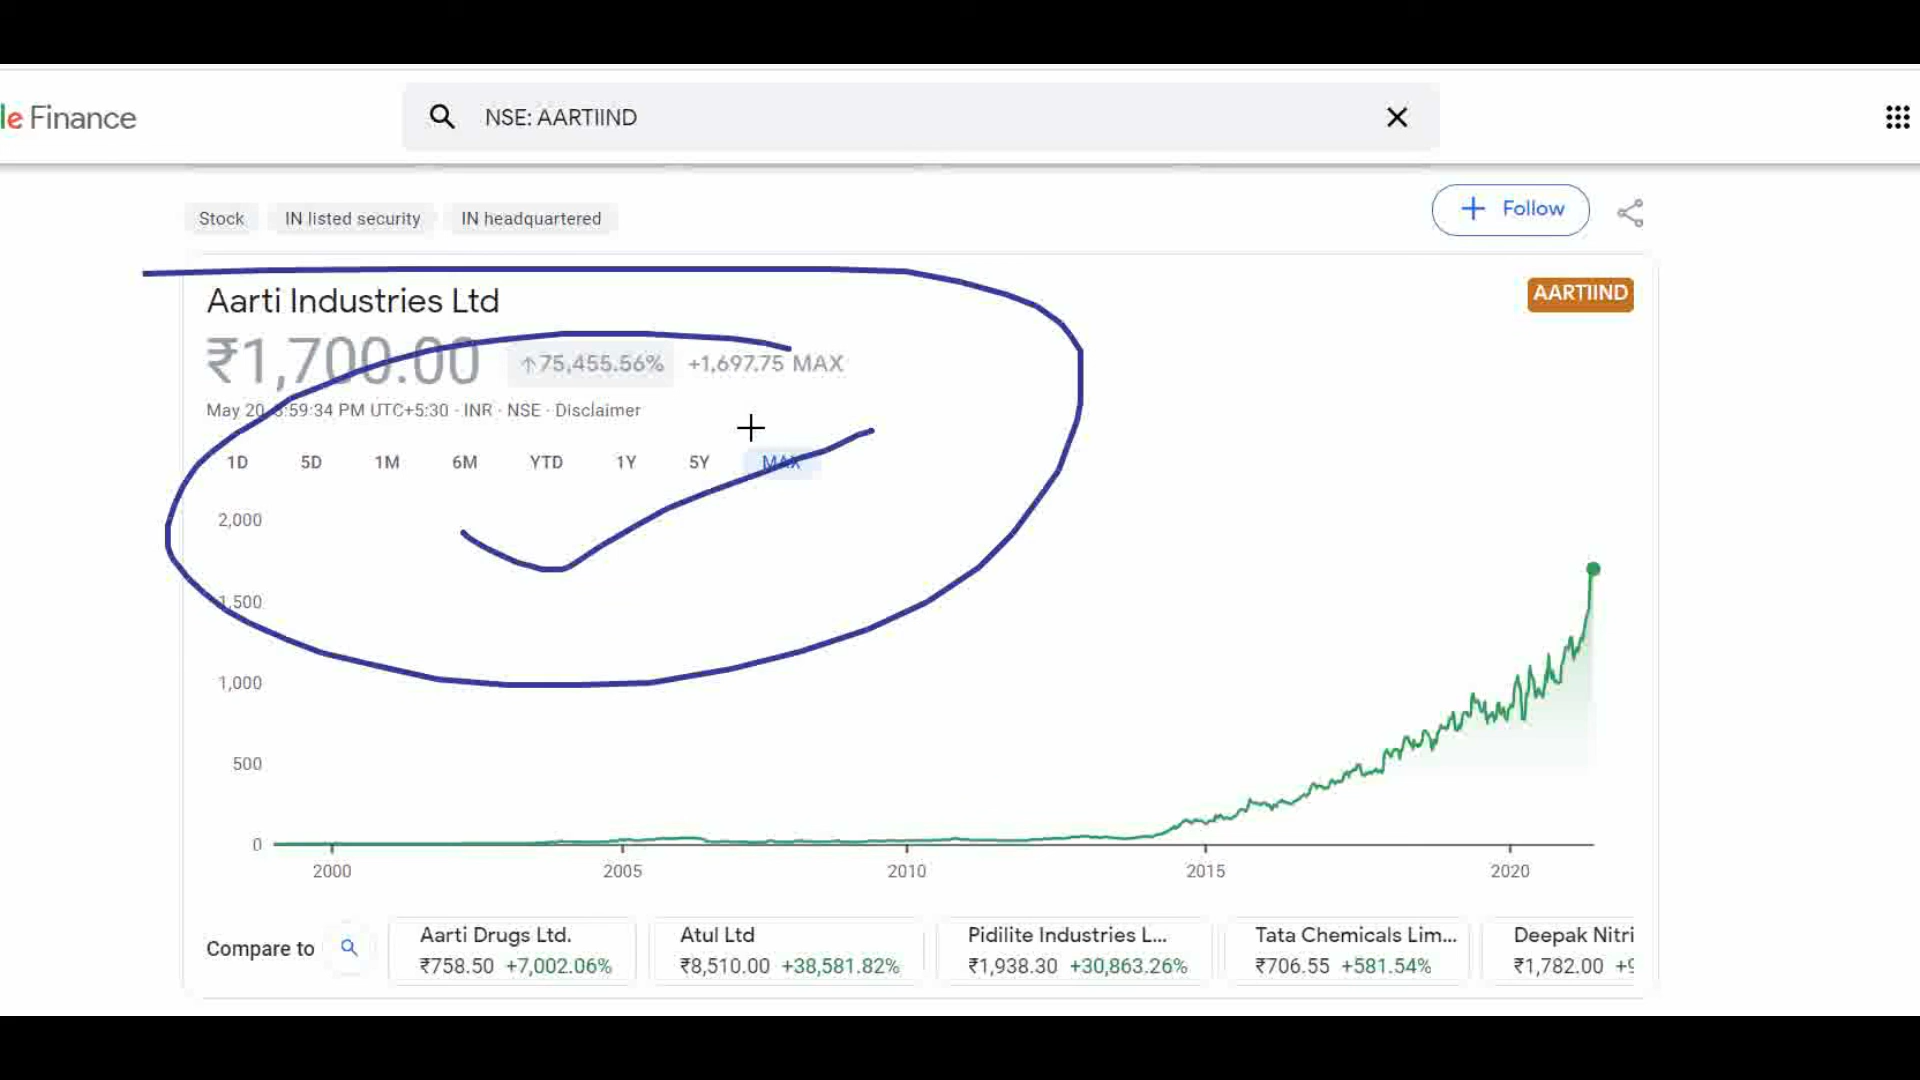 le Finance
NSE: AARTIIND
Stock IN listed security IN headquartered
+ Follow
Aarti Industries Ltd
AARTIIND
₹1,700.00 ↑75,455.56% +1,697.75 MAX
May 20, 3:59:34 PM UTC+5:30 · INR · NSE · Disclaimer
1D 5D 1M 6M YTD 1Y 5Y MAX
2,000
1,500
1,000
500
0
2000 2005 2010 2015 2020
Compare to
Aarti Drugs Ltd. Atul Ltd Pidilite Industries L... Tata Chemicals Lim... Deepak Nitri
₹758.50 +7,002.06% ₹8,510.00 +38,581.82% ₹1,938.30 +30,863.26% ₹706.55 +581.54% ₹1,782.00 +9